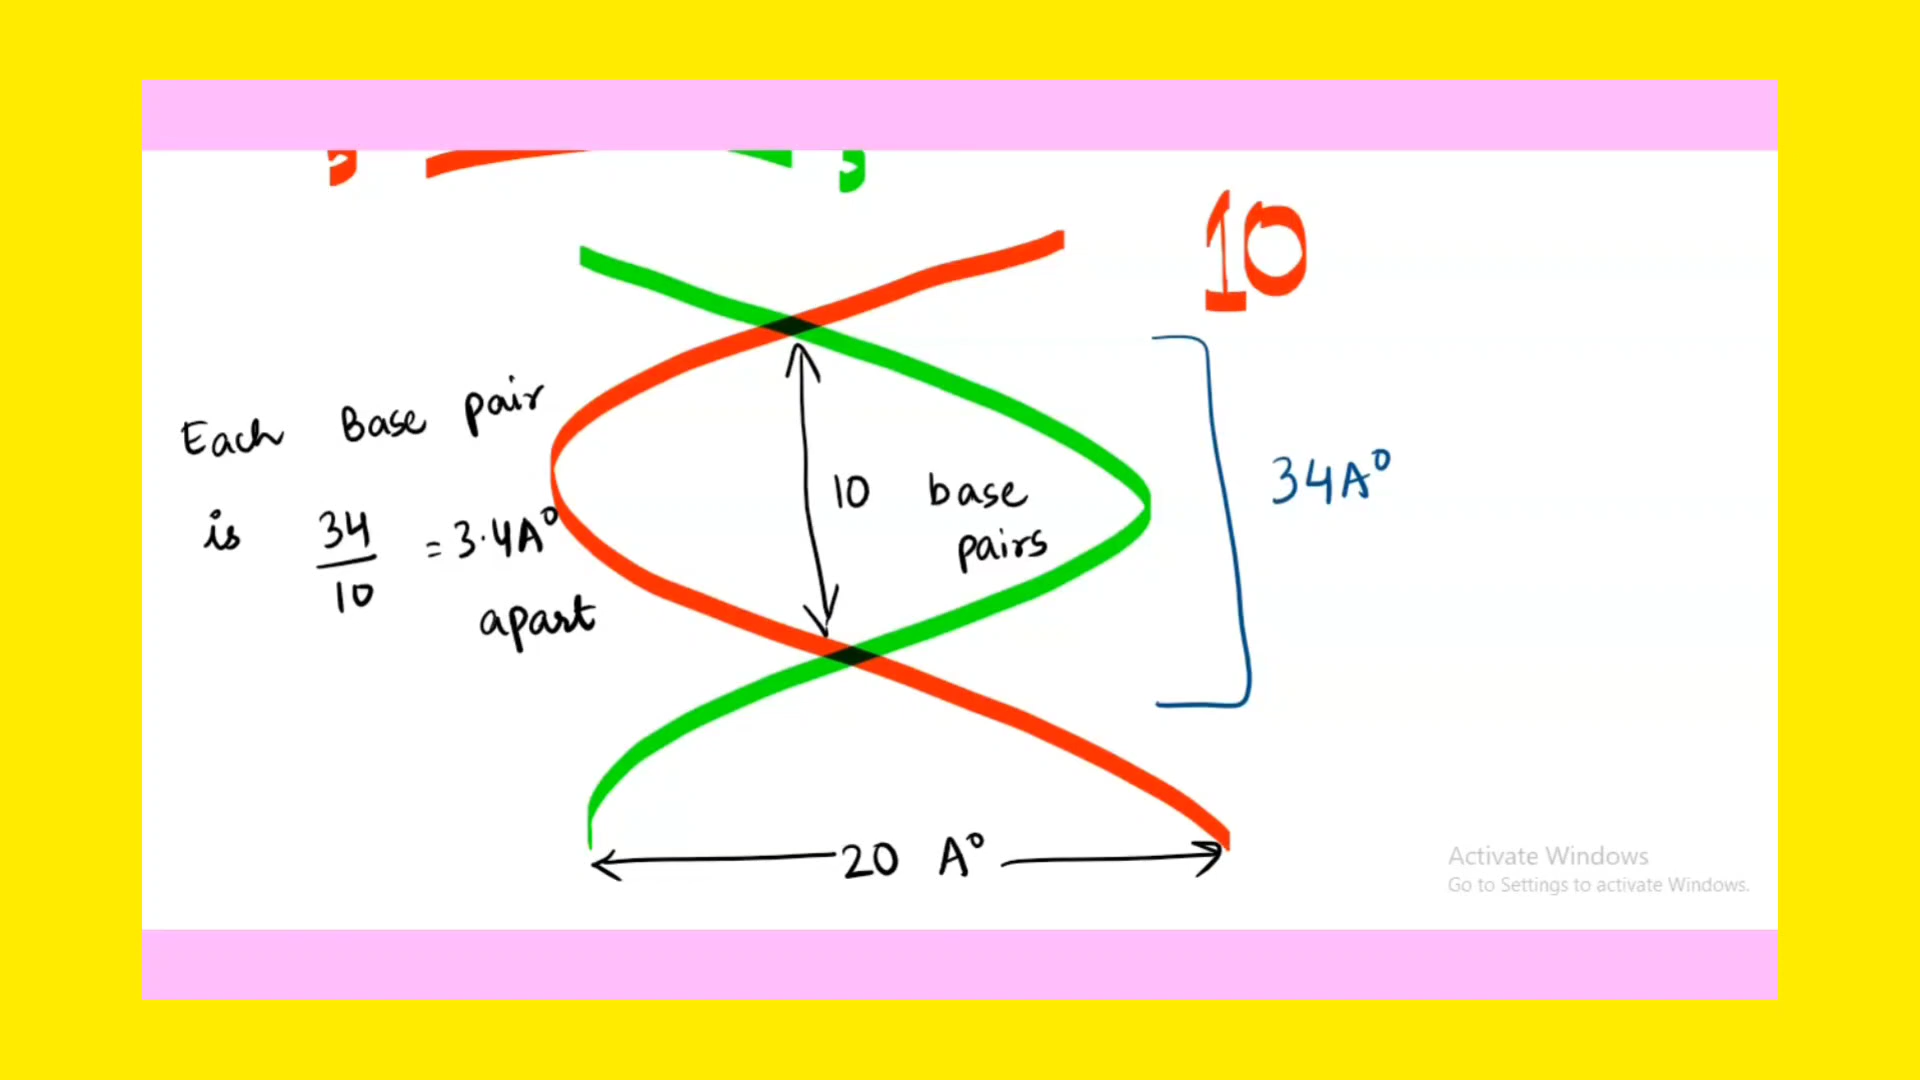 10
Each Base pair
is 34/10 = 3.4A°
apart
10 base
pairs
34A°
20 A°
Activate Windows
Go to Settings to activate Windows.